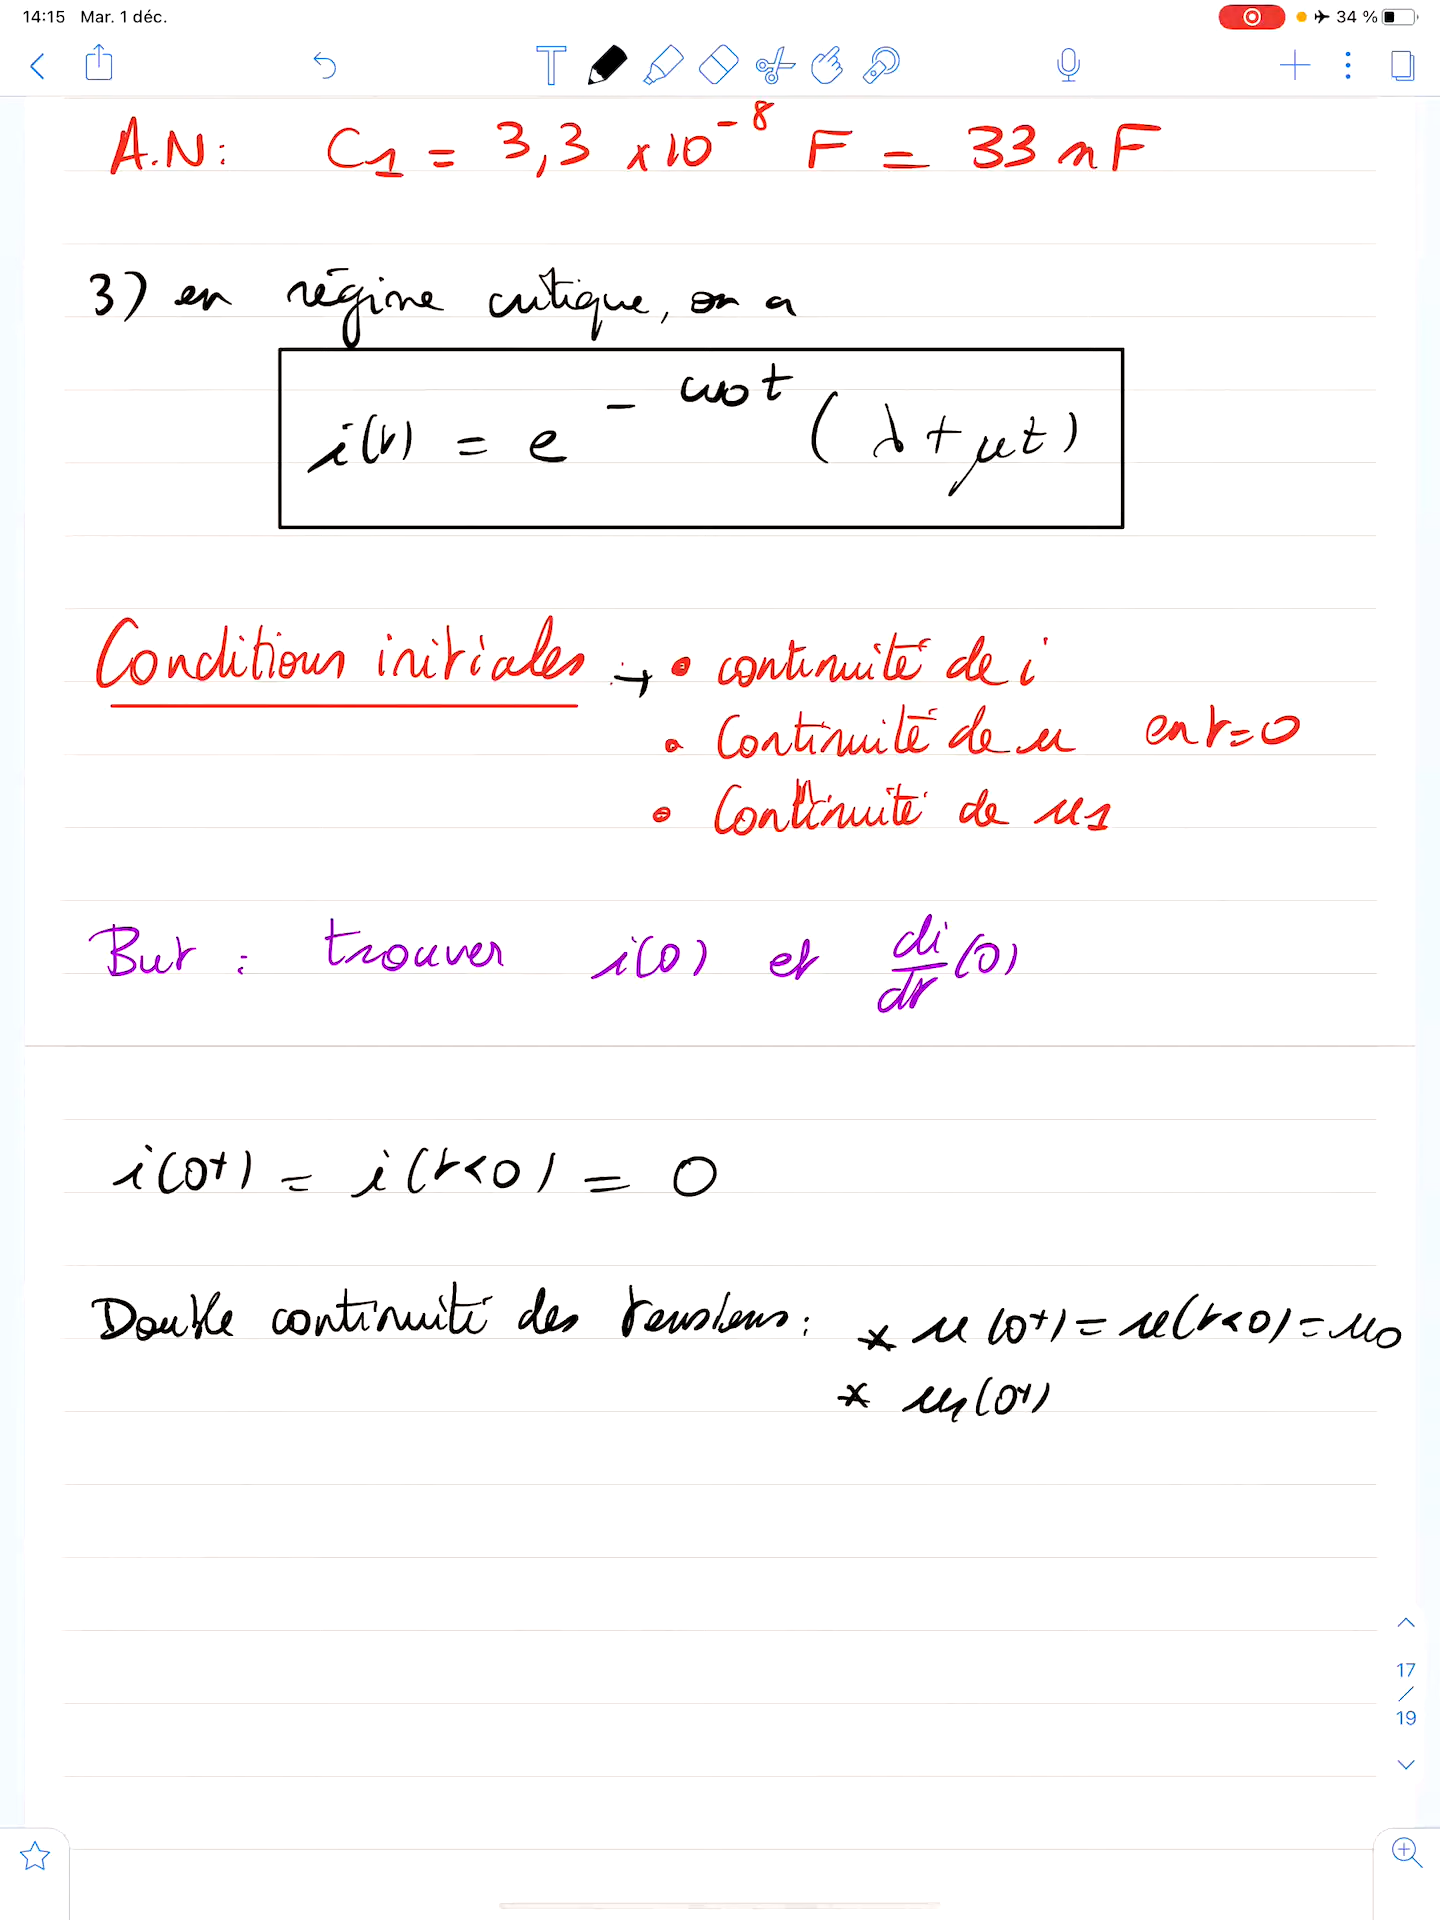 14:15 Mar. 1 déc. 34 %
A.N: C1 = 3,3 x10^-8 F = 33 nF
3) en régime critique, on a
i(t) = e^-ω0t (λ+μt)
Conditions initiales : → • continuité de i
• Continuité de u en t=0
• Continuité de u1
But : trouver i(0) et di/dt(0)
i(0+) = i(t<0) = 0
Double continuité des tensions : * u(0+) = u(t<0) = u0
* u1(0+)
17
/
19